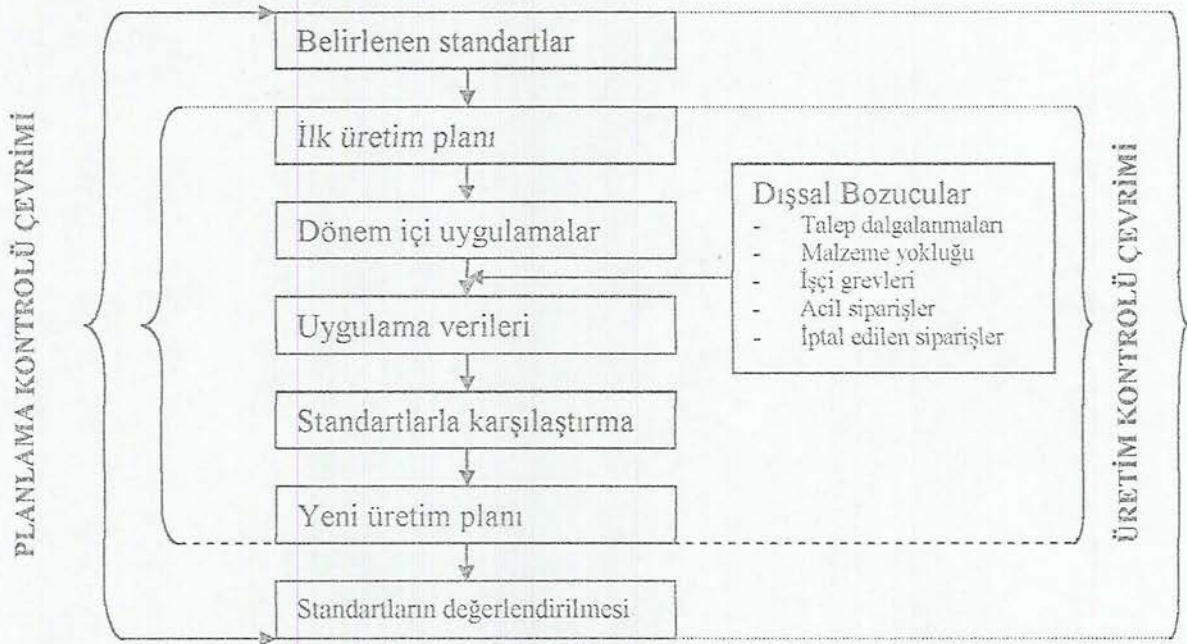 PLANLAMA KONTROLÜ ÇEVRİMİ
Belirlenen standartlar
İlk üretim planı
Dönem içi uygulamalar
Uygulama verileri
Standartlarla karşılaştırma
Yeni üretim planı
Standartların değerlendirilmesi
Dışsal Bozucular
- Talep dalgalanmaları
- Malzeme yokluğu
- İşçi grevleri
- Acil siparişler
- İptal edilen siparişler
ÜRETİM KONTROLÜ ÇEVRİMİ